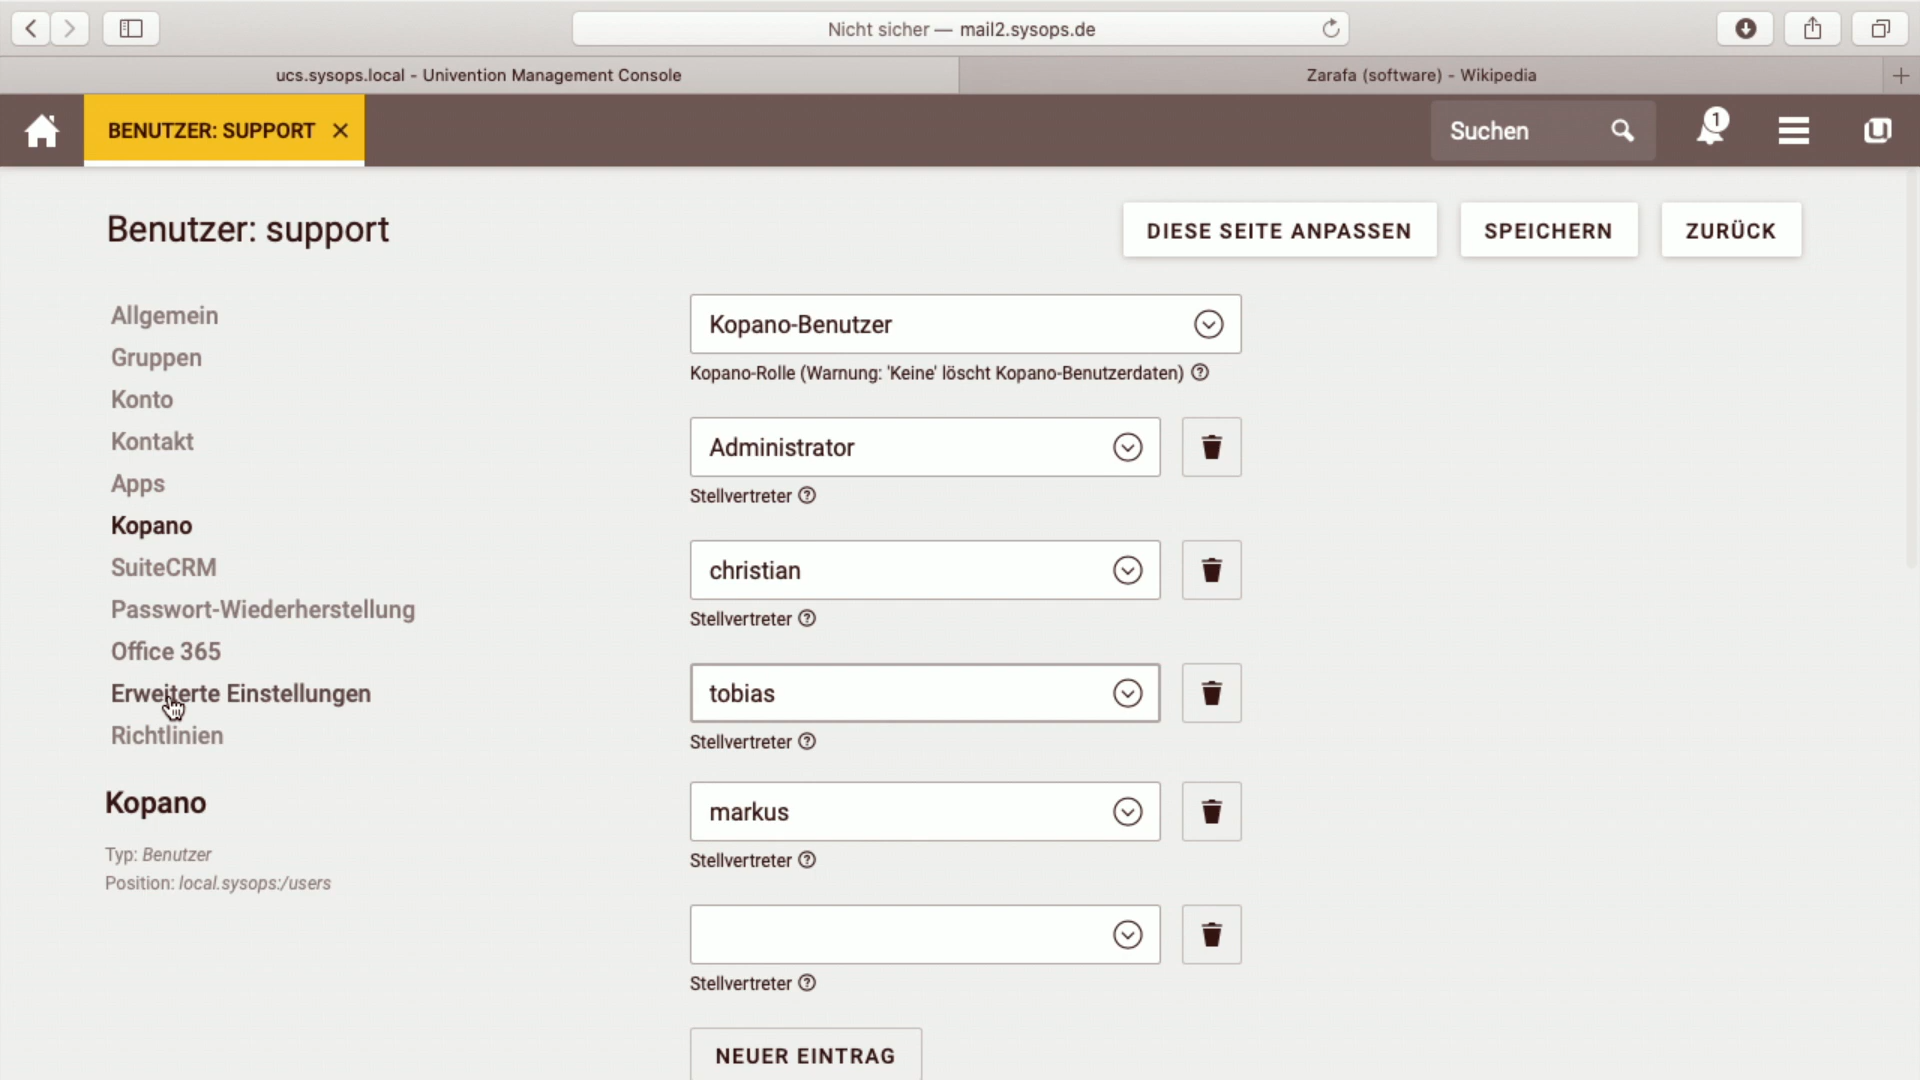 Nicht sicher — mail2.sysops.de
ucs.sysops.local - Univention Management Console
Zarafa (software) - Wikipedia
BENUTZER: SUPPORT
Suchen
1
Benutzer: support
DIESE SEITE ANPASSEN
SPEICHERN
ZURÜCK
Allgemein
Gruppen
Konto
Kontakt
Apps
Kopano
SuiteCRM
Passwort-Wiederherstellung
Office 365
Erweiterte Einstellungen
Richtlinien
Kopano
Typ: Benutzer
Position: local.sysops:/users
Kopano-Benutzer
Kopano-Rolle (Warnung: 'Keine' löscht Kopano-Benutzerdaten)
Administrator
Stellvertreter
christian
Stellvertreter
tobias
Stellvertreter
markus
Stellvertreter
Stellvertreter
NEUER EINTRAG